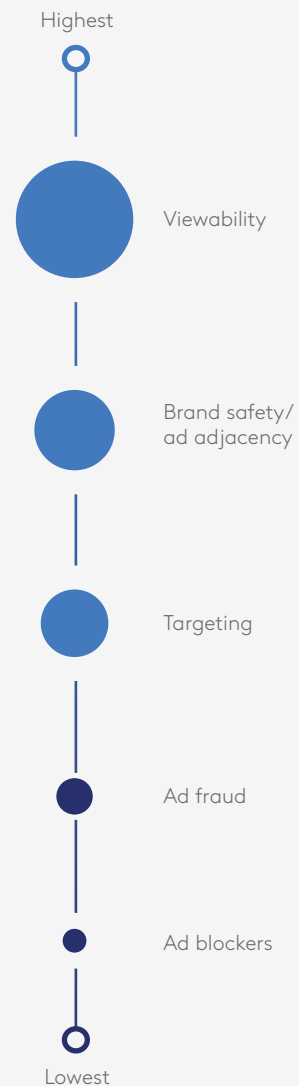 Highest
Viewability
Brand safety/
ad adjacency
Targeting
Ad fraud
Ad blockers
Lowest